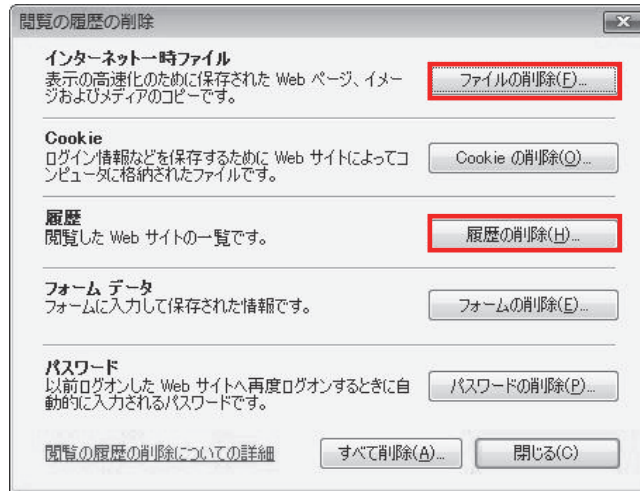 閲覧の履歴の削除
インターネット一時ファイル
表示の高速化のために保存された Web ページ、イメー
ジおよびメディアのコピーです。
ファイルの削除(F)...
Cookie
ログイン情報などを保存するために Web サイトによってコ
ンピュータに格納されたファイルです。
Cookie の削除(O)...
履歴
閲覧した Web サイトの一覧です。
履歴の削除(H)...
フォーム データ
フォームに入力して保存された情報です。
フォームの削除(E)...
パスワード
以前ログオンした Web サイトへ再度ログオンするときに自
動的に入力されるパスワードです。
パスワードの削除(P)...
閲覧の履歴の削除についての詳細
すべて削除(A)...
閉じる(C)